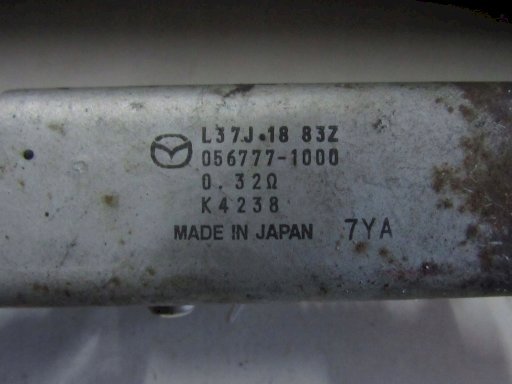 L37J 18 83Z
056777-1000
0.32Ω
K4238
MADE IN JAPAN 7YA